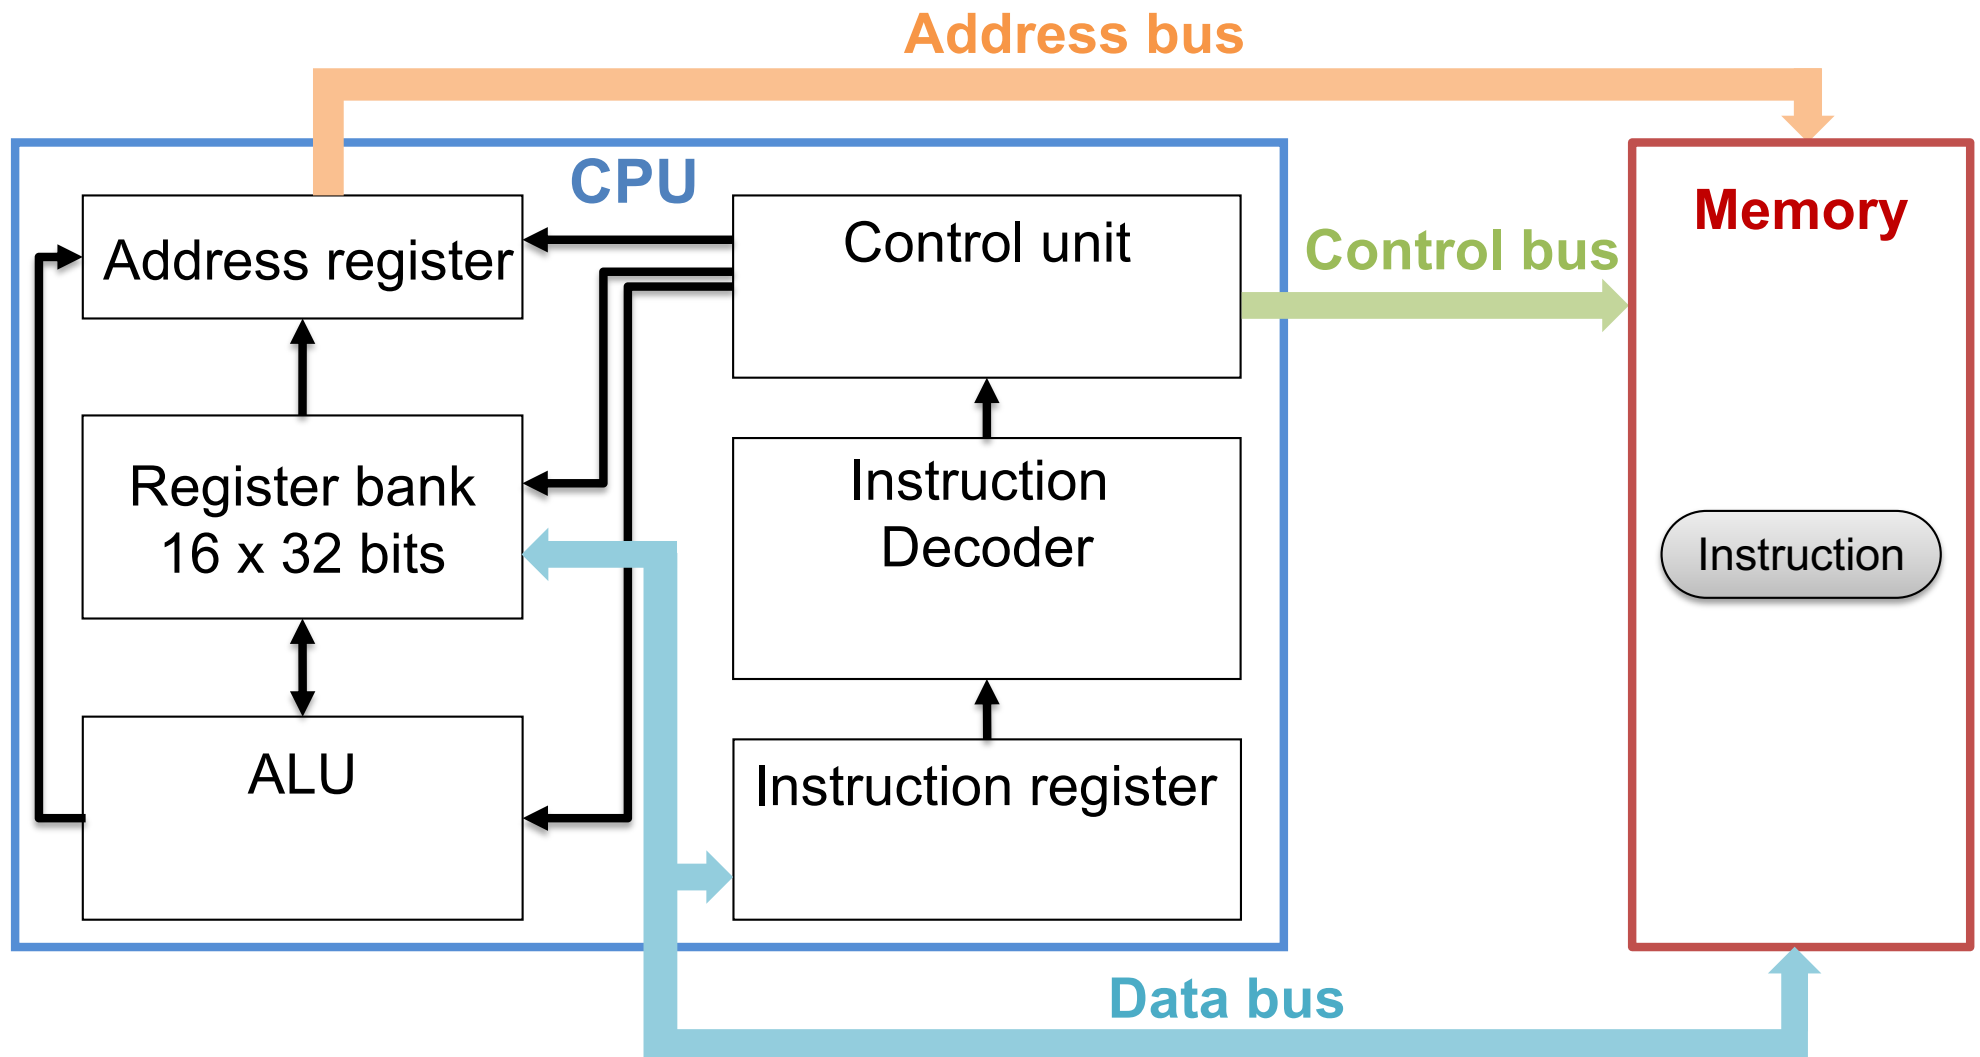 Address bus
CPU
Address register
Control unit
Control bus
Memory
Register bank
16 x 32 bits
Instruction
Decoder
Instruction
ALU
Instruction register
Data bus